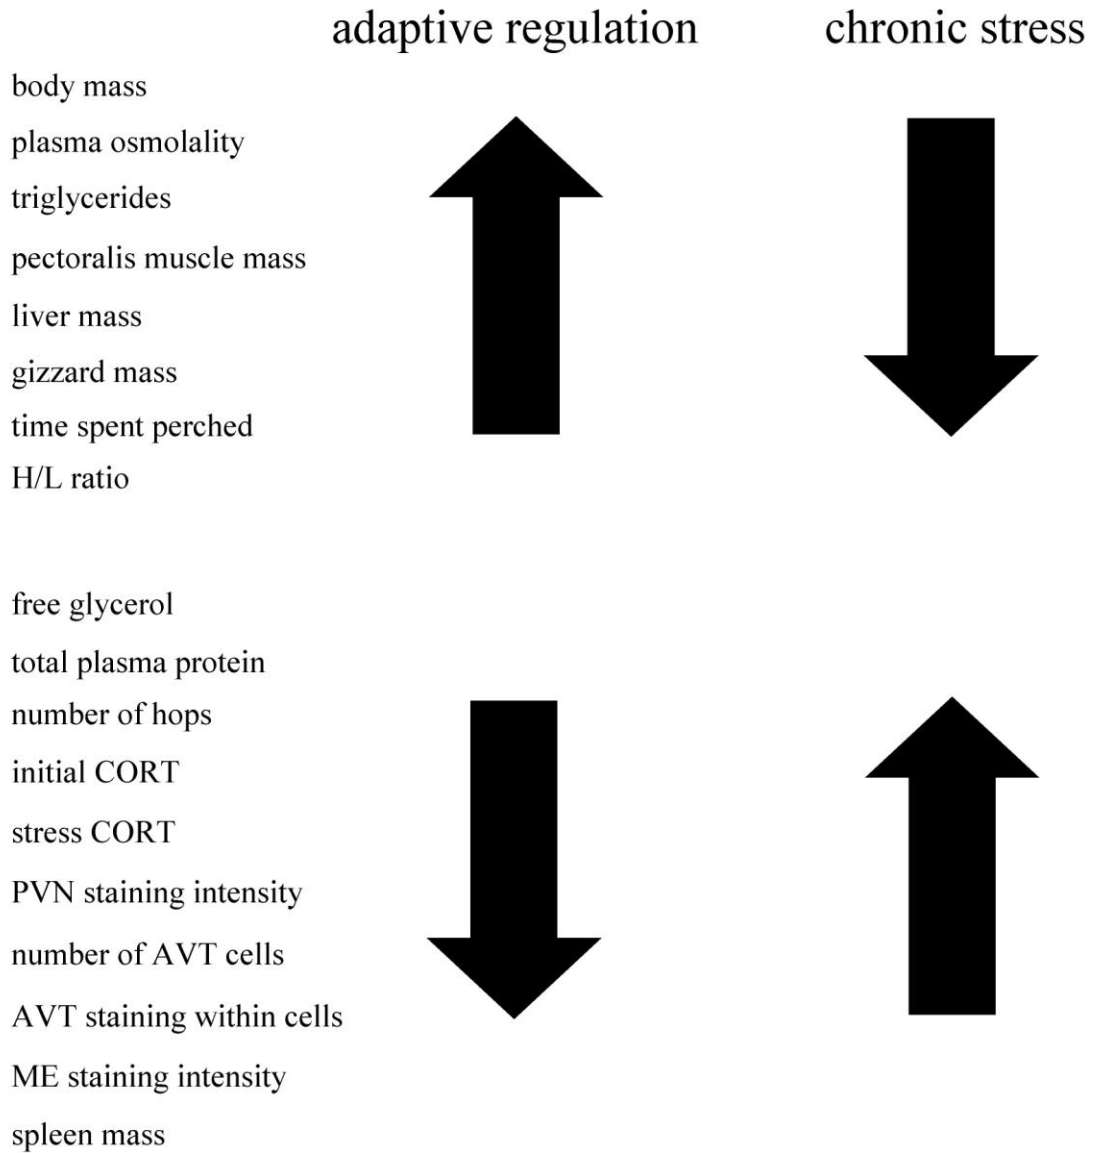 adaptive regulation chronic stress
body mass
plasma osmolality
triglycerides
pectoralis muscle mass
liver mass
gizzard mass
time spent perched
H/L ratio
free glycerol
total plasma protein
number of hops
initial CORT
stress CORT
PVN staining intensity
number of AVT cells
AVT staining within cells
ME staining intensity
spleen mass